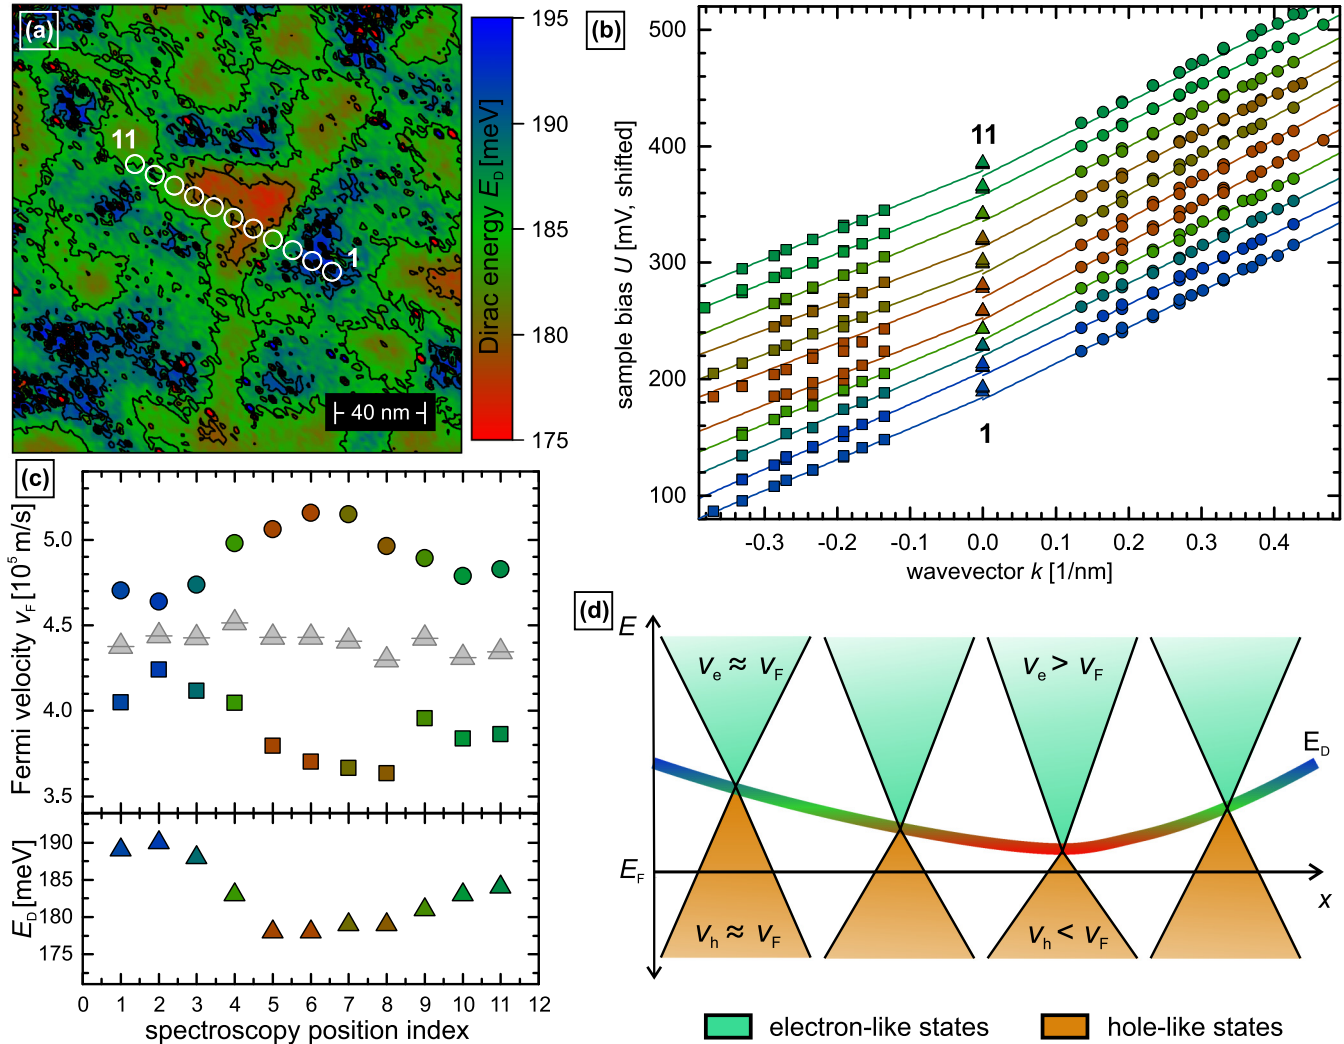 (a)
11
1
40 nm
195
190
185
180
175
Dirac energy E_D [meV]
(b)
500
400
300
200
100
sample bias U [mV, shifted]
11
1
-0.3 -0.2 -0.1 0.0 0.1 0.2 0.3 0.4
wavevector k [1/nm]
(c)
5.0
4.5
4.0
3.5
Fermi velocity v_F [10^5 m/s]
190
185
180
175
E_D [meV]
0 1 2 3 4 5 6 7 8 9 10 11 12
spectroscopy position index
(d)
E
v_e ≈ v_F
v_e > v_F
E_D
E_F
x
v_h ≈ v_F
v_h < v_F
electron-like states
hole-like states